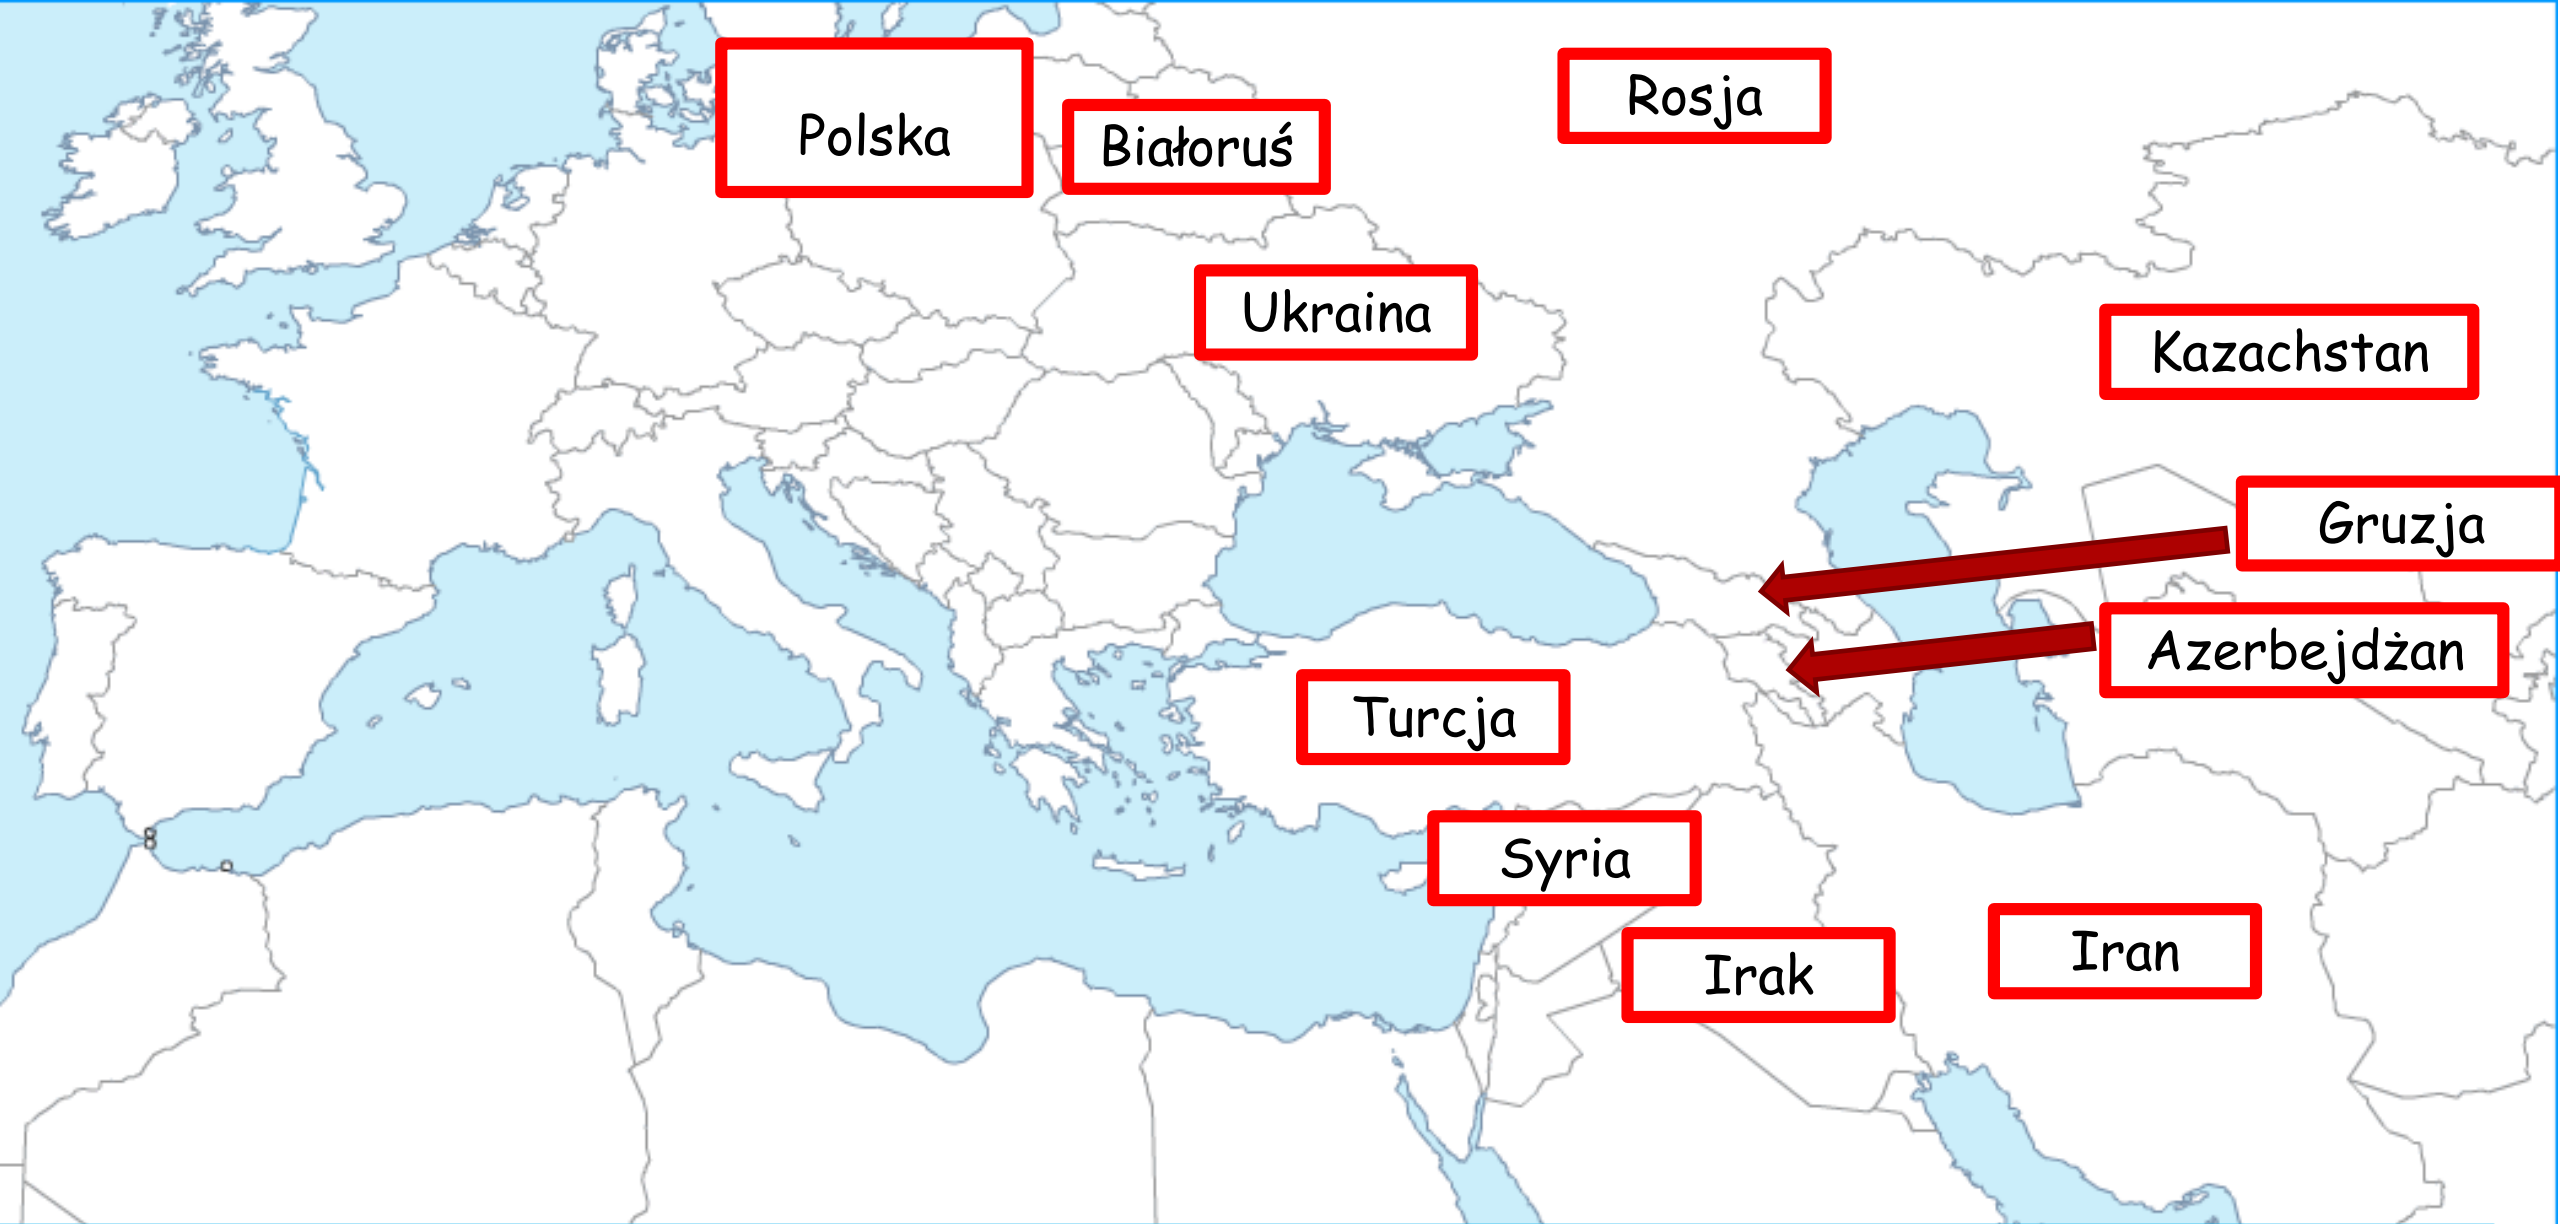 Polska
Białoruś
Rosja
Ukraina
Kazachstan
Gruzja
Azerbejdżan
Turcja
Syria
Irak
Iran